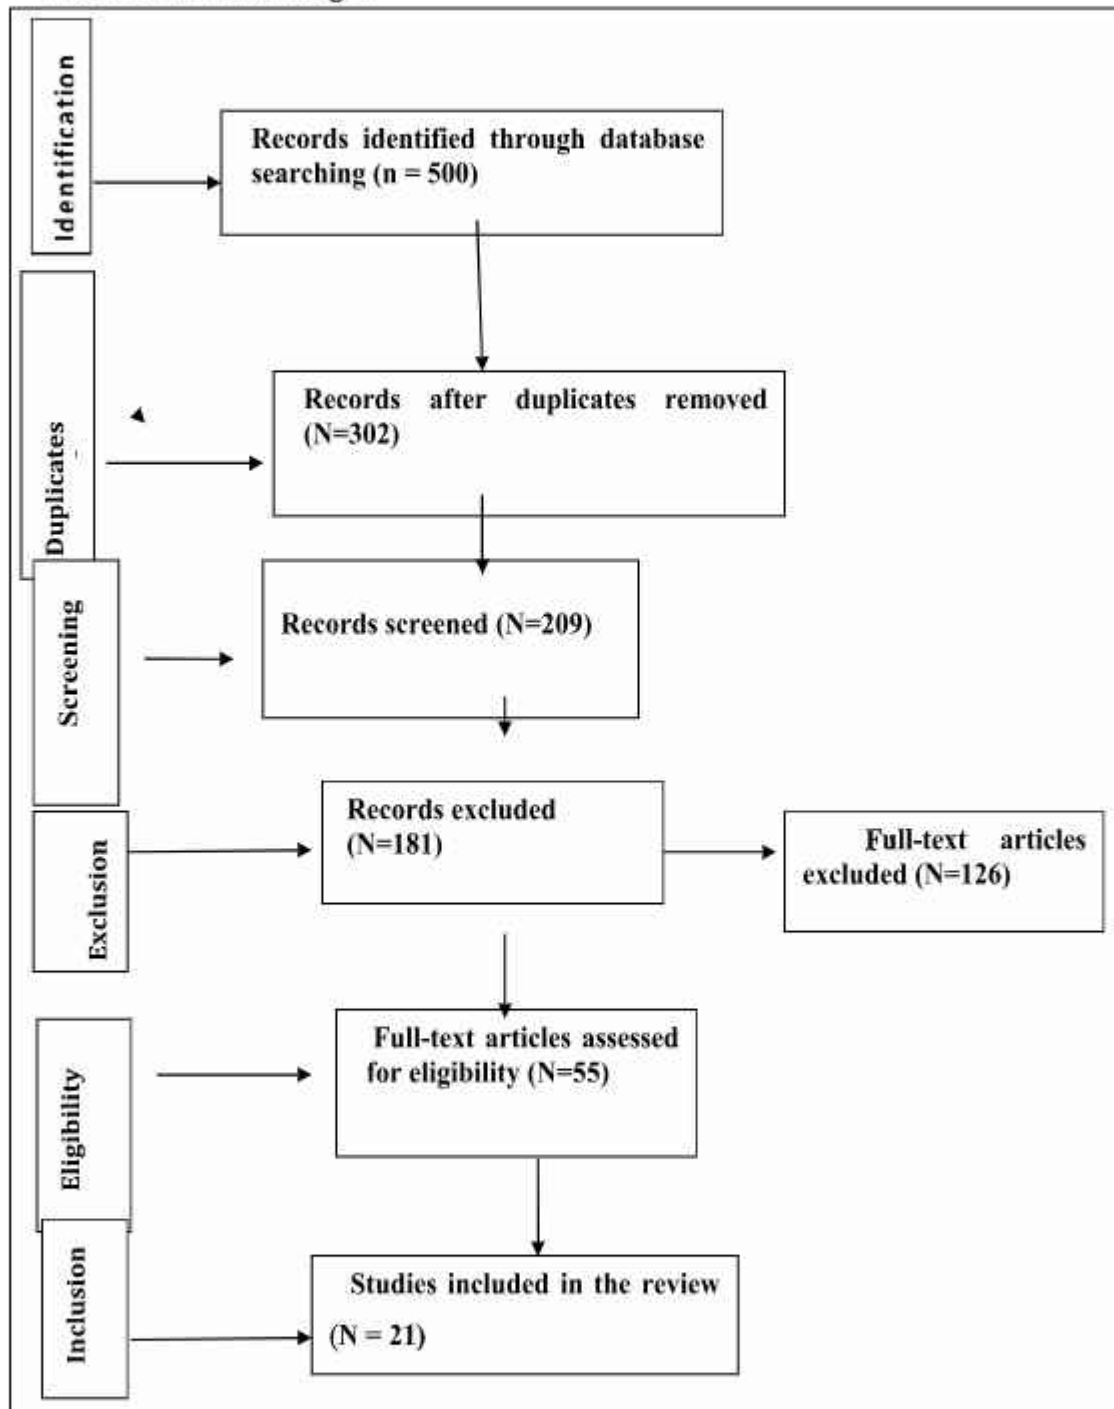 Identification
Records identified through database
searching (n = 500)
Duplicates
Records after duplicates removed
(N=302)
Screening
Records screened (N=209)
Exclusion
Records excluded
(N=181)
Full-text articles
excluded (N=126)
Eligibility
Full-text articles assessed
for eligibility (N=55)
Inclusion
Studies included in the review
(N = 21)